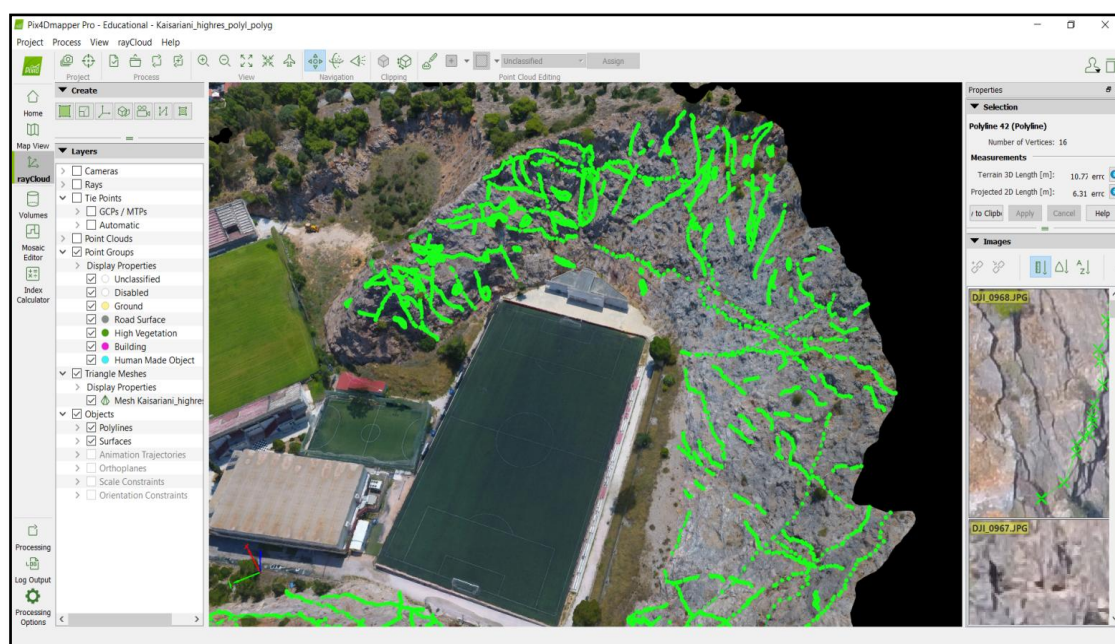 Pix4Dmapper Pro - Educational - Kaisariani_highres_polyl_polyg
Project Process View rayCloud Help
Project Process View Navigation Clipping Point Cloud Editing
Unclassified Assign
Home
Map View
rayCloud
Volumes
Mosaic
Editor
Index
Calculator
Processing
Log Output
Processing
Options
Create
Layers
Cameras
Rays
Tie Points
GCPs / MTPs
Automatic
Point Clouds
Point Groups
Display Properties
Unclassified
Disabled
Ground
Road Surface
High Vegetation
Building
Human Made Object
Triangle Meshes
Display Properties
Mesh Kaisariani_highre
Objects
Polylines
Surfaces
Animation Trajectories
Orthoplanes
Scale Constraints
Orientation Constraints
Properties
Selection
Polyline 42 (Polyline)
Number of Vertices: 16
Measurements
Terrain 3D Length [m]: 10.77 errc
Projected 2D Length [m]: 6.31 errc
to Clipb Apply Cancel Help
Images
DJI_0968.JPG
DJI_0967.JPG